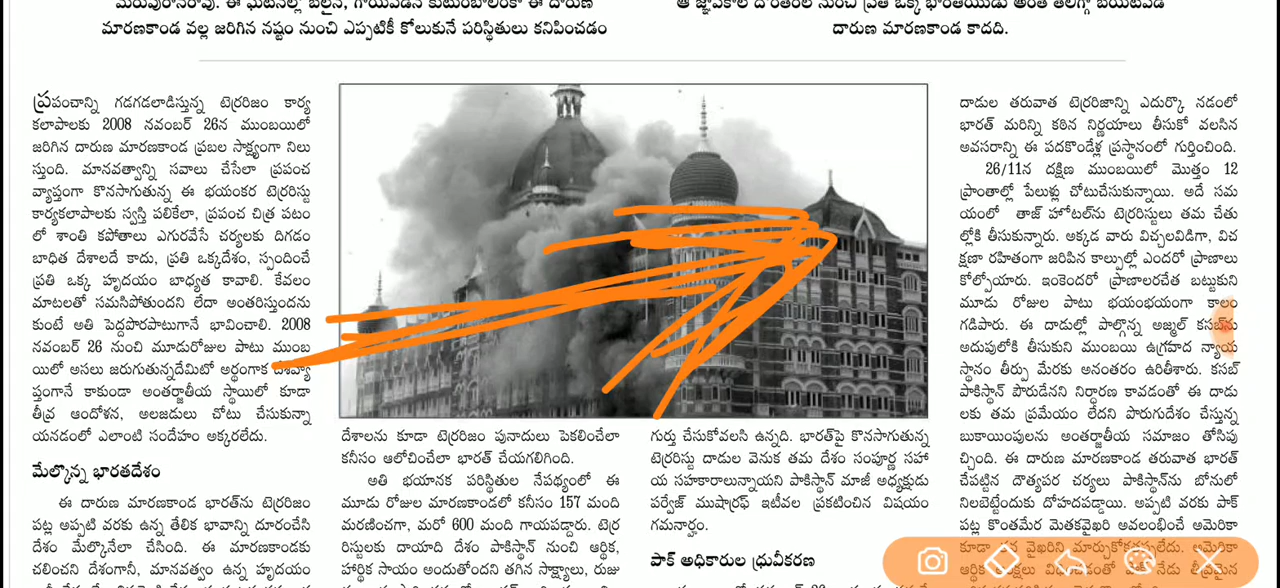 మారణకాండ వల్ల జరిగిన నష్టం నుంచి ఎప్పటికీ కోలుకునే పరిస్థితులు కనిపించడం
దారుణ మారణకాండ కాదది.
ప్రపంచాన్ని గడగడలాడిస్తున్న టెర్రరిజం కార్య
కలాపాలకు 2008 నవంబర్ 26న ముంబయిలో
జరిగిన దారుణ మారణకాండ ప్రబల సాక్ష్యంగా నిలు
స్తుంది. మానవత్వాన్ని సవాలు చేసేలా ప్రపంచ
వ్యాప్తంగా కొనసాగుతున్న ఈ భయంకర టెర్రరిస్టు
కార్యకలాపాలకు స్వస్తి పలికేలా, ప్రపంచ చిత్ర పటం
లో శాంతి కపోతాలు ఎగురవేసే చర్యలకు దిగడం
బాధిత దేశాలదే కాదు, ప్రతి ఒక్కదేశం, స్పందించే
ప్రతి ఒక్క హృదయం బాధ్యత కావాలి. కేవలం
మాటలతో సమసిపోతుందని లేదా అంతరిస్తుందను
కుంటే అతి పెద్దపొరపాటుగానే భావించాలి. 2008
నవంబర్ 26 నుంచి మూడురోజుల పాటు ముంబ
యిలో అసలు జరుగుతున్నదేమిటో అర్థంగాక దేశవ్యా
ప్తంగానే కాకుండా అంతర్జాతీయ స్థాయిలో కూడా
తీవ్ర ఆందోళన, అలజడులు చోటు చేసుకున్నా
యనడంలో ఎలాంటి సందేహం అక్కరలేదు.
మేల్కొన్న భారతదేశం
ఈ దారుణ మారణకాండ భారత్‌ను టెర్రరిజం
పట్ల అప్పటి వరకు ఉన్న తేలిక భావాన్ని దూరంచేసి
దేశం మేల్కొనేలా చేసింది. ఈ మారణకాండకు
చలించని దేశంగానీ, మానవత్వం ఉన్న హృదయం
దేశాలను కూడా టెర్రరిజం పునాదులు పెకలించేలా
కనీసం ఆలోచించేలా భారత్ చేయగలిగింది.
అతి భయానక పరిస్థితుల నేపథ్యంలో ఈ
మూడు రోజుల మారణకాండలో కనీసం 157 మంది
మరణించగా, మరో 600 మంది గాయపడ్డారు. టెర్ర
రిస్టులకు దాయాది దేశం పాకిస్థాన్ నుంచి ఆర్థిక,
హార్థిక సాయం అందుతోందని తగిన సాక్ష్యాలు, రుజు
గుర్తు చేసుకోవలసి ఉన్నది. భారత్‌పై కొనసాగుతున్న
టెర్రరిస్టు దాడుల వెనుక తమ దేశం సంపూర్ణ సహా
య సహకారాలున్నాయని పాకిస్థాన్ మాజీ అధ్యక్షుడు
పర్వేజ్ ముషార్రఫ్ ఇటీవల ప్రకటించిన విషయం
గమనార్హం.
పాక్ అధికారుల ధ్రువీకరణ
దాడుల తరువాత టెర్రరిజాన్ని ఎదుర్కొ నడంలో
భారత్ మరిన్ని కఠిన నిర్ణయాలు తీసుకో వలసిన
అవసరాన్ని ఈ పదకొండేళ్ల ప్రస్థానంలో గుర్తించింది.
26/11న దక్షిణ ముంబయిలో మొత్తం 12
ప్రాంతాల్లో పేలుళ్లు చోటుచేసుకున్నాయి. అదే సమ
యంలో తాజ్ హోటల్‌ను టెర్రరిస్టులు తమ చేతు
ల్లోకి తీసుకున్నారు. అక్కడ వారు విచ్చలవిడిగా, విచ
క్షణా రహితంగా జరిపిన కాల్పుల్లో ఎందరో ప్రాణాలు
కోల్పోయారు. ఇంకెందరో ప్రాణాలరచేత బట్టుకుని
మూడు రోజుల పాటు భయంభయంగా కాలం
గడిపారు. ఈ దాడుల్లో పాల్గొన్న అజ్మల్ కసబ్‌ను
అదుపులోకి తీసుకుని ముంబయి ఉగ్రహద న్యాయ
స్థానం తీర్పు మేరకు అనంతరం ఉరితీశారు. కసబ్
పాకిస్థాన్ పౌరుడేనని నిర్ధారణ కావడంతో ఈ దాడు
లకు తమ ప్రమేయం లేదని పొరుగుదేశం చేస్తున్న
బుకాయింపులను అంతర్జాతీయ సమాజం తోసిపు
చ్చింది. ఈ దారుణ మారణకాండ తరువాత భారత్
చేపట్టిన దౌత్యపర చర్యలు పాకిస్థాన్‌ను బోనులో
నిలబెట్టేందుకు దోహదపడ్డాయి. అప్పటి వరకు పాక్
పట్ల కొంతమేర మెతకవైఖరి అవలంభించే అమెరికా